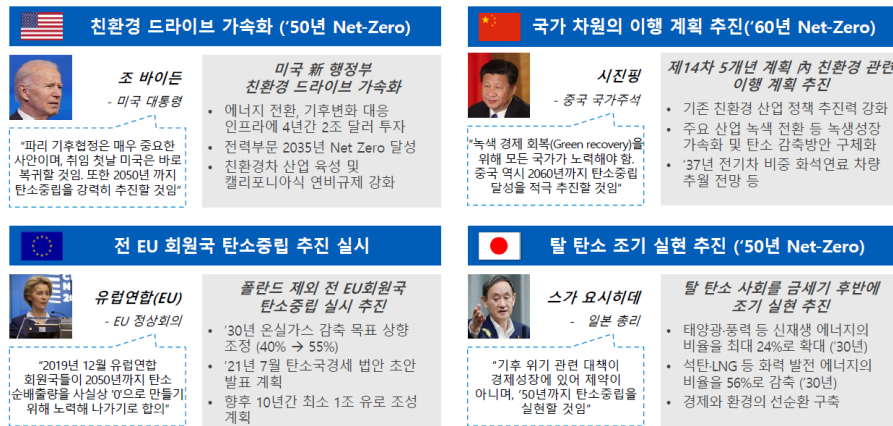 친환경 드라이브 가속화 (‘50년 Net-Zero)
조 바이든
- 미국 대통령
“파리 기후협정은 매우 중요한
사안이며, 취임 첫날 미국은 바로
복귀할 것임. 또한 2050년 까지
탄소중립을 강력히 추진할 것임”
미국 新 행정부
친환경 드라이브 가속화
• 에너지 전환, 기후변화 대응
인프라에 4년간 2조 달러 투자
• 전력부문 2035년 Net Zero 달성
• 친환경차 산업 육성 및
캘리포니아식 연비규제 강화
국가 차원의 이행 계획 추진(‘60년 Net-Zero)
시진핑
- 중국 국가주석
“녹색 경제 회복(Green recovery)을
위해 모든 국가가 노력해야 함.
중국 역시 2060년까지 탄소중립
달성을 적극 추진할 것임”
제14차 5개년 계획 內 친환경 관련
이행 계획 추진
• 기존 친환경 산업 정책 추진력 강화
• 주요 산업 녹색 전환 등 녹색성장
가속화 및 탄소 감축방안 구체화
• ‘37년 전기차 비중 화석연료 차량
추월 전망 등
전 EU 회원국 탄소중립 추진 실시
유럽연합(EU)
- EU 정상회의
“2019년 12월 유럽연합
회원국들이 2050년까지 탄소
순배출량을 사실상 ‘0’으로 만들기
위해 노력해 나가기로 합의”
폴란드 제외 전 EU회원국
탄소중립 실시 추진
• ‘30년 온실가스 감축 목표 상향
조정 (40% → 55%)
• ‘21년 7월 탄소국경세 법안 초안
발표 계획
• 향후 10년간 최소 1조 유로 조성
계획
탈 탄소 조기 실현 추진 (‘50년 Net-Zero)
스가 요시히데
- 일본 총리
“기후 위기 관련 대책이
경제성장에 있어 제약이
아니며, ‘50년까지 탄소중립을
실현할 것임”
탈 탄소 사회를 금세기 후반에
조기 실현 추진
• 태양광·풍력 등 신재생 에너지의
비율을 최대 24%로 확대 (‘30년)
• 석탄·LNG 등 화력 발전 에너지의
비율을 56%로 감축 (‘30년)
• 경제와 환경의 선순환 구축